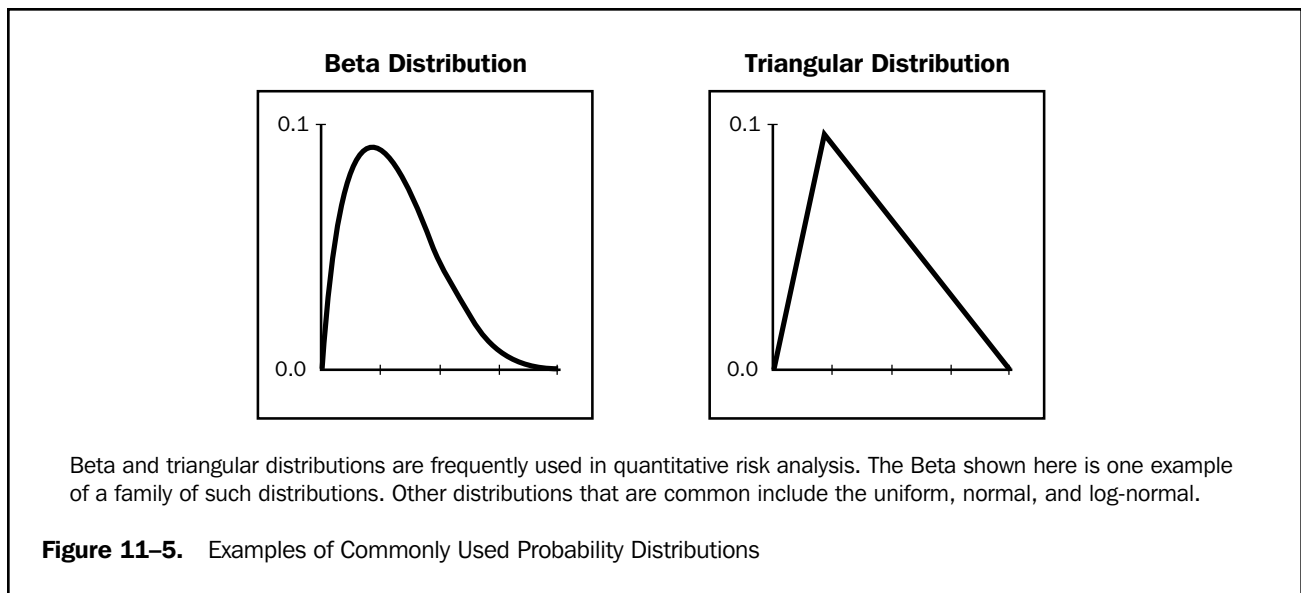 Beta Distribution
0.1
0.0
Triangular Distribution
0.1
0.0
Beta and triangular distributions are frequently used in quantitative risk analysis. The Beta shown here is one example
of a family of such distributions. Other distributions that are common include the uniform, normal, and log-normal.
Figure 11–5. Examples of Commonly Used Probability Distributions